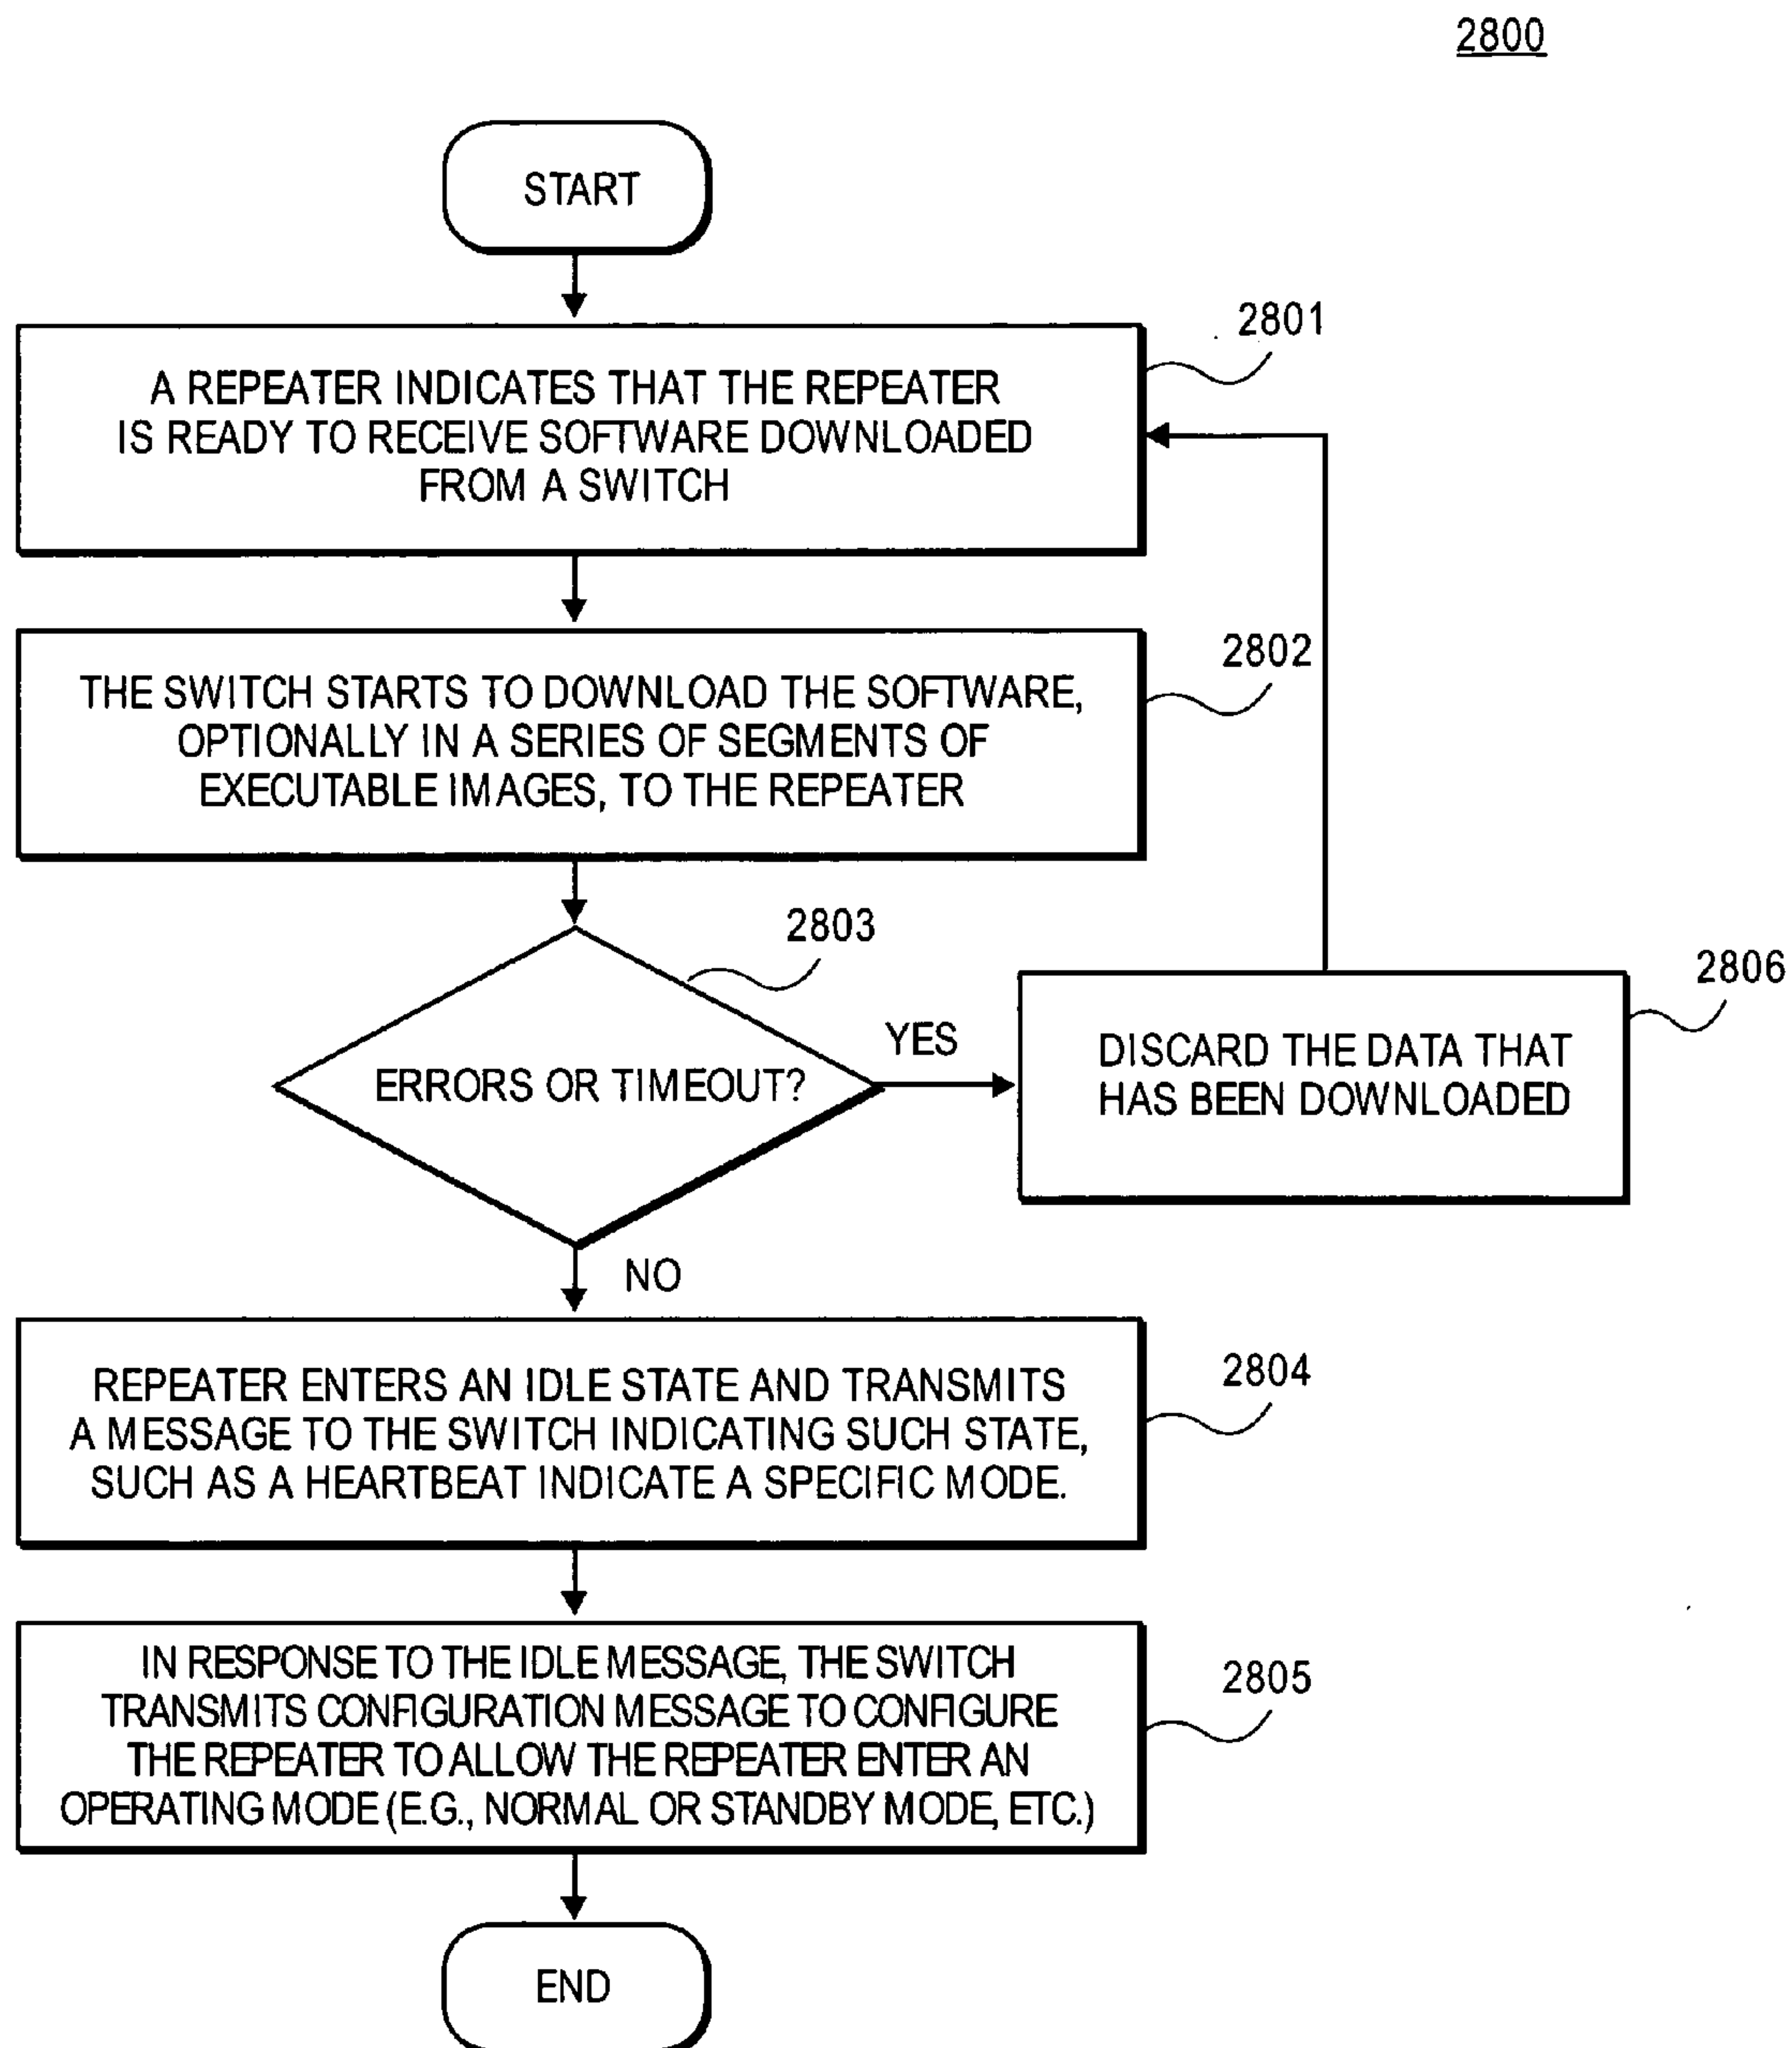 2800
START
2801
A REPEATER INDICATES THAT THE REPEATER
IS READY TO RECEIVE SOFTWARE DOWNLOADED
FROM A SWITCH
2802
THE SWITCH STARTS TO DOWNLOAD THE SOFTWARE,
OPTIONALLY IN A SERIES OF SEGMENTS OF
EXECUTABLE IMAGES, TO THE REPEATER
2803
ERRORS OR TIMEOUT?
YES
2806
DISCARD THE DATA THAT
HAS BEEN DOWNLOADED
NO
2804
REPEATER ENTERS AN IDLE STATE AND TRANSMITS
A MESSAGE TO THE SWITCH INDICATING SUCH STATE,
SUCH AS A HEARTBEAT INDICATE A SPECIFIC MODE.
2805
IN RESPONSE TO THE IDLE MESSAGE, THE SWITCH
TRANSMITS CONFIGURATION MESSAGE TO CONFIGURE
THE REPEATER TO ALLOW THE REPEATER ENTER AN
OPERATING MODE (E.G., NORMAL OR STANDBY MODE, ETC.)
END